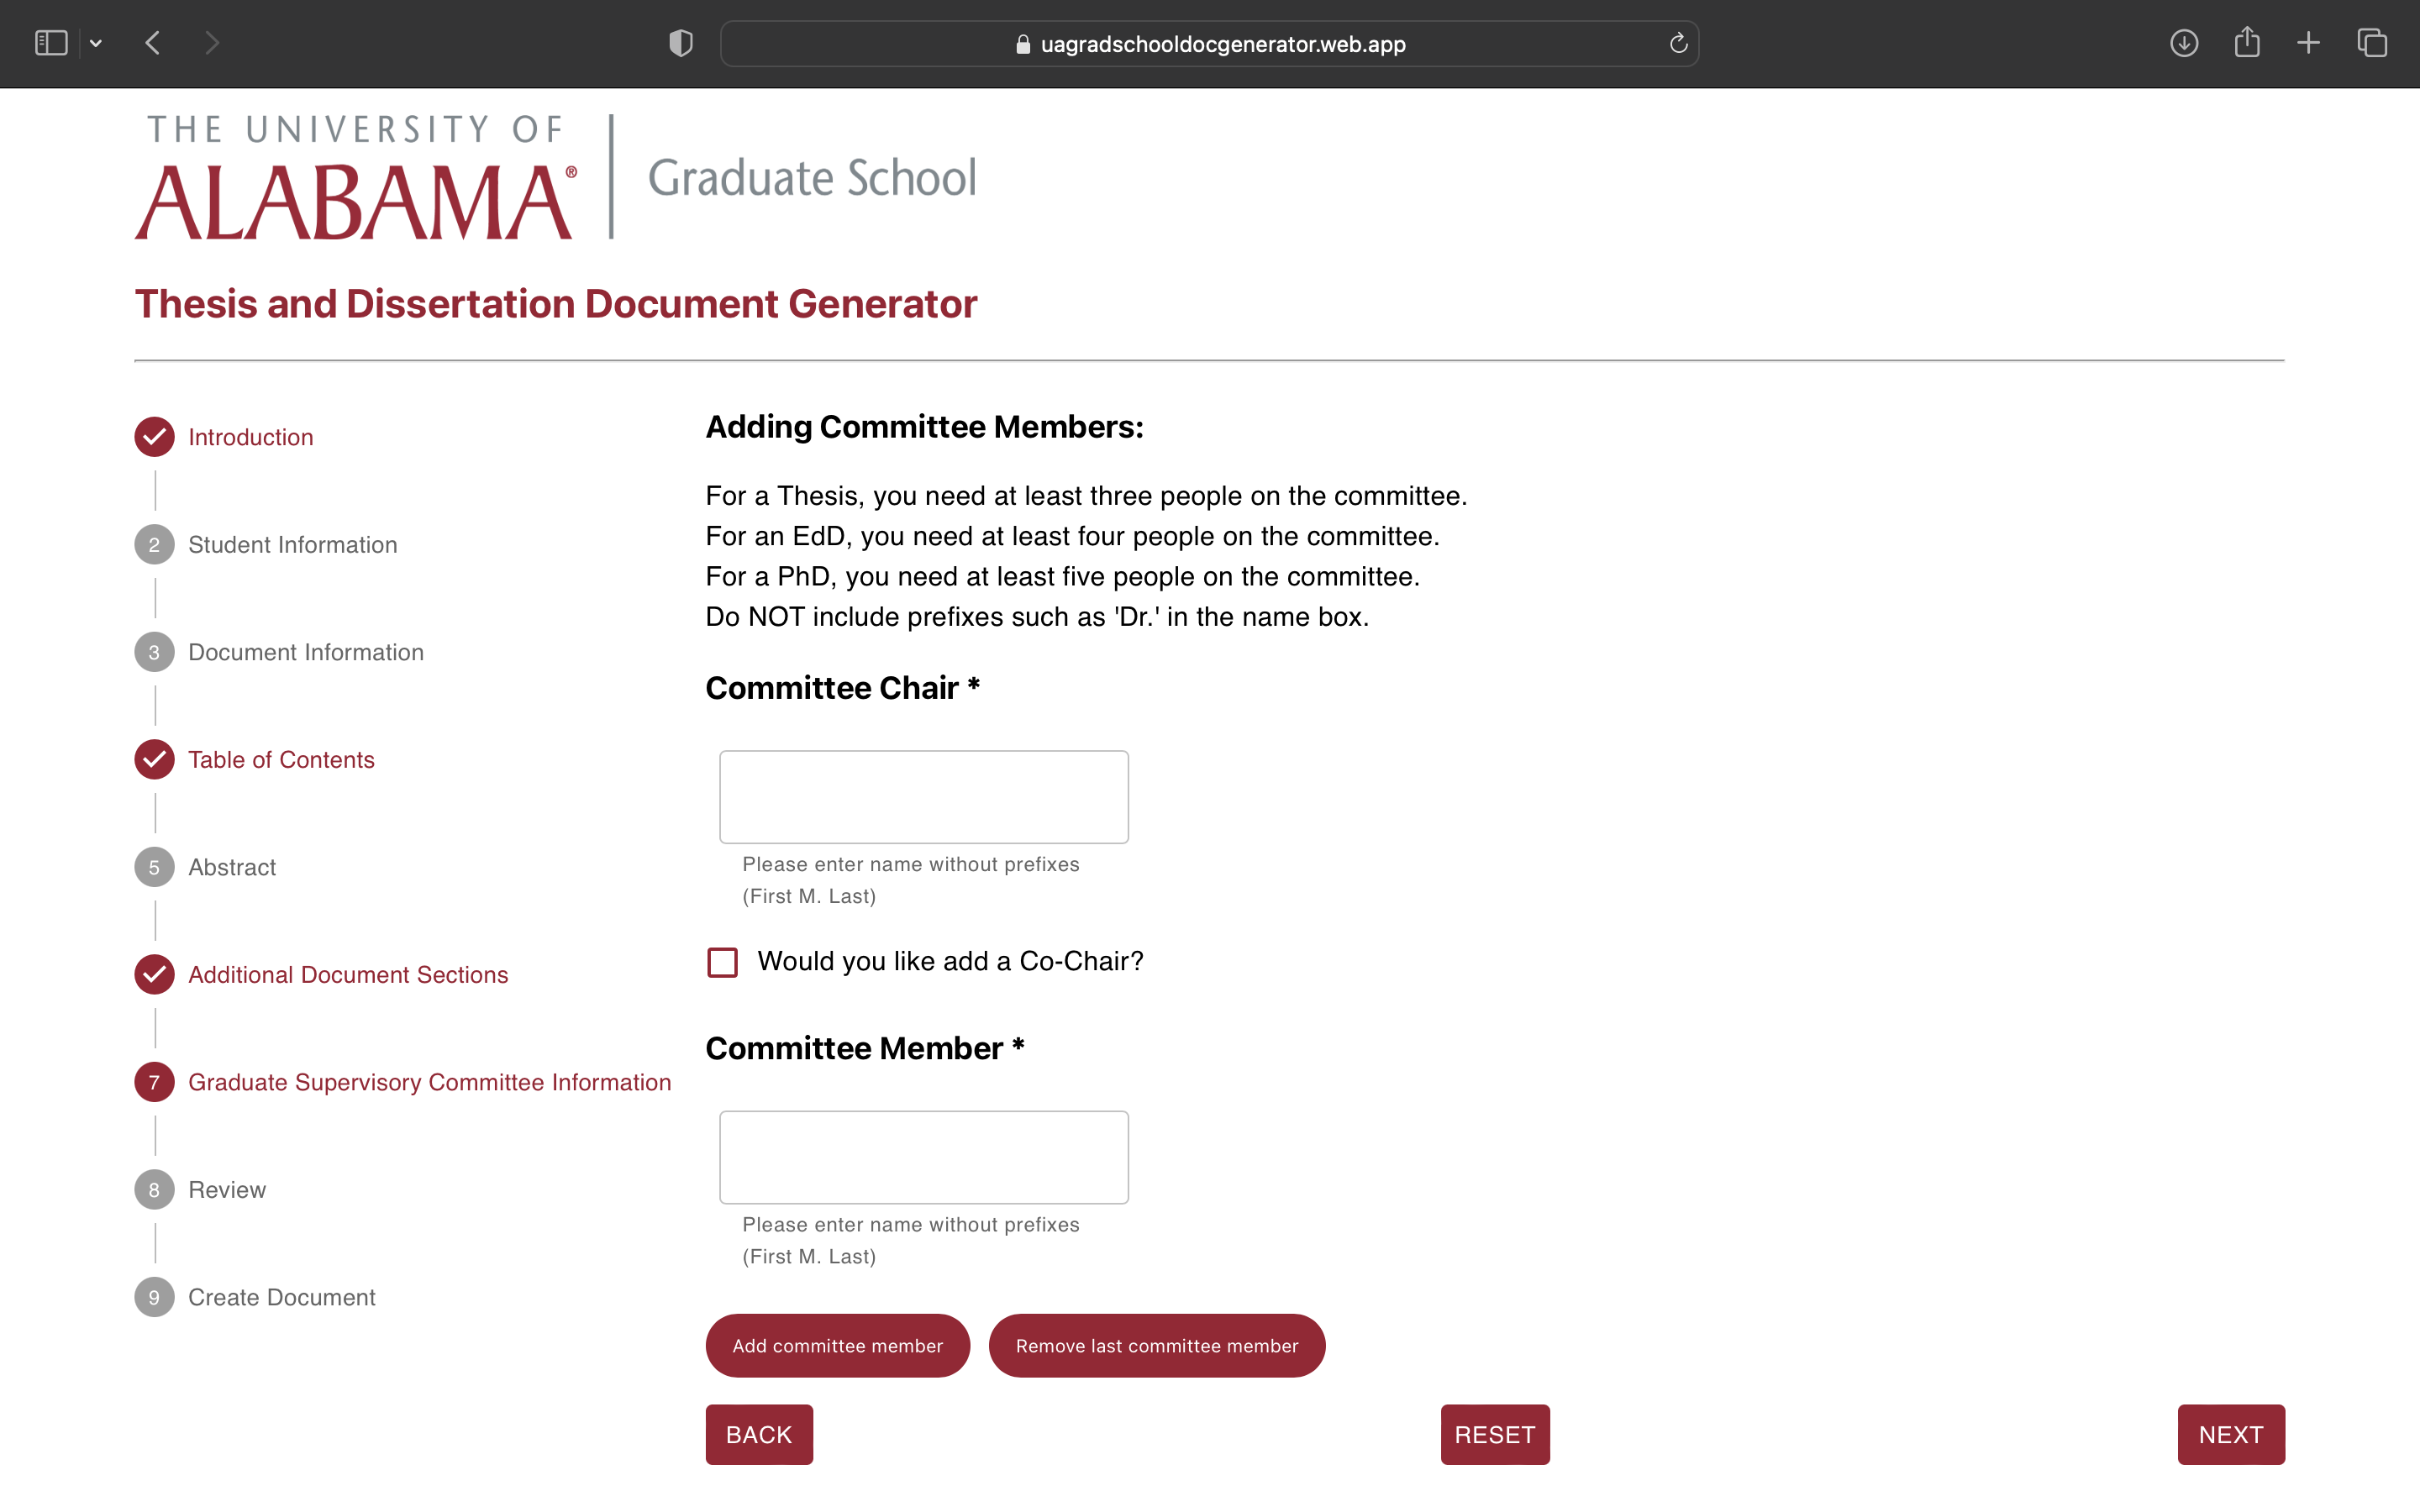 uagradschooldocgenerator.web.app
THE UNIVERSITY OF
ALABAMA®
Graduate School
Thesis and Dissertation Document Generator
Introduction
2 Student Information
3 Document Information
Table of Contents
5 Abstract
Additional Document Sections
7 Graduate Supervisory Committee Information
8 Review
9 Create Document
Adding Committee Members:
For a Thesis, you need at least three people on the committee.
For an EdD, you need at least four people on the committee.
For a PhD, you need at least five people on the committee.
Do NOT include prefixes such as 'Dr.' in the name box.
Committee Chair *
Please enter name without prefixes
(First M. Last)
Would you like add a Co-Chair?
Committee Member *
Please enter name without prefixes
(First M. Last)
Add committee member Remove last committee member
BACK RESET NEXT